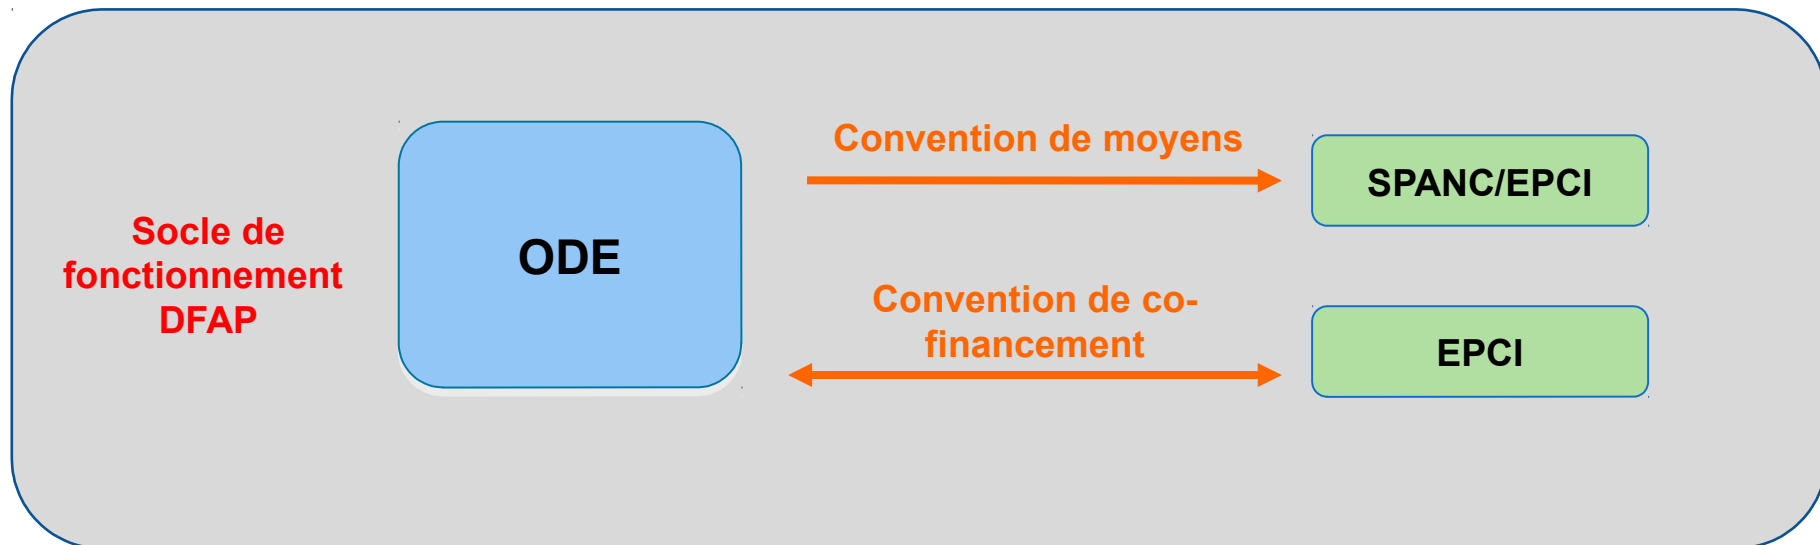 Socle de
fonctionnement
DFAP
ODE
Convention de moyens
SPANC/EPCI
Convention de co-
financement
EPCI